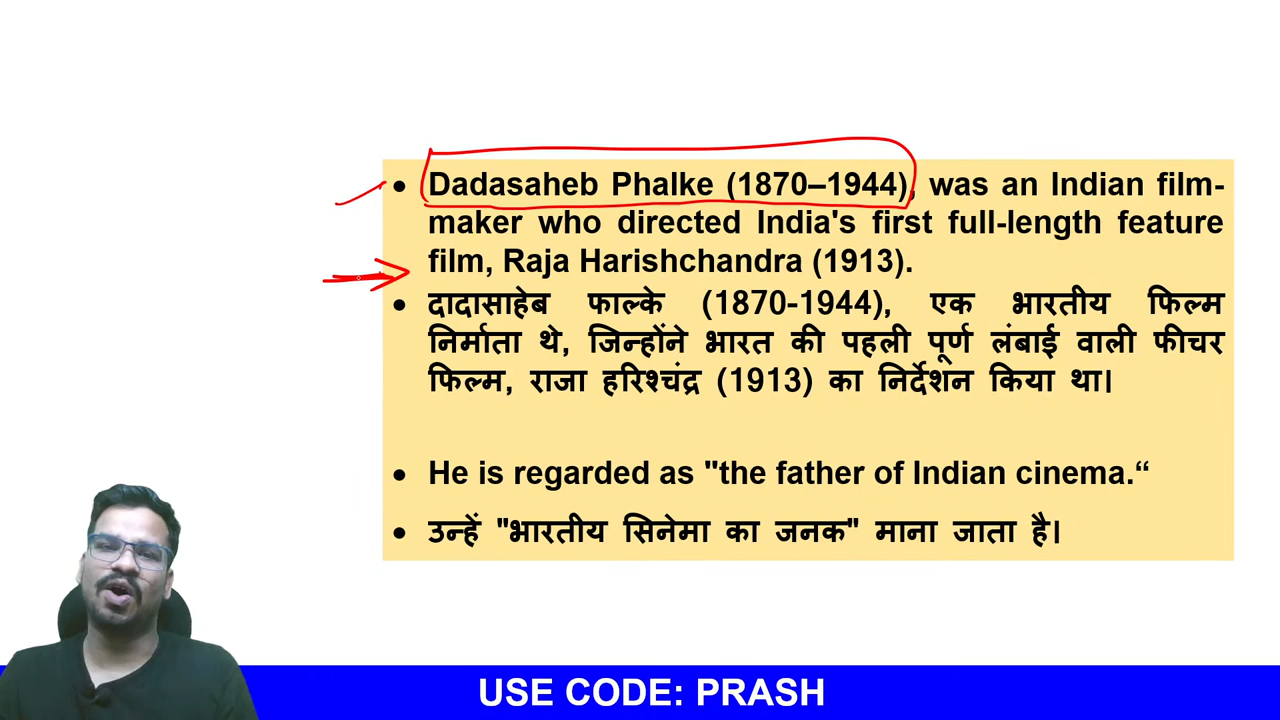 • Dadasaheb Phalke (1870–1944), was an Indian film-
maker who directed India's first full-length feature
film, Raja Harishchandra (1913).
• दादासाहेब फाल्के (1870-1944), एक भारतीय फिल्म
निर्माता थे, जिन्होंने भारत की पहली पूर्ण लंबाई वाली फीचर
फिल्म, राजा हरिश्चंद्र (1913) का निर्देशन किया था।
• He is regarded as "the father of Indian cinema.“
• उन्हें "भारतीय सिनेमा का जनक" माना जाता है।
USE CODE: PRASH